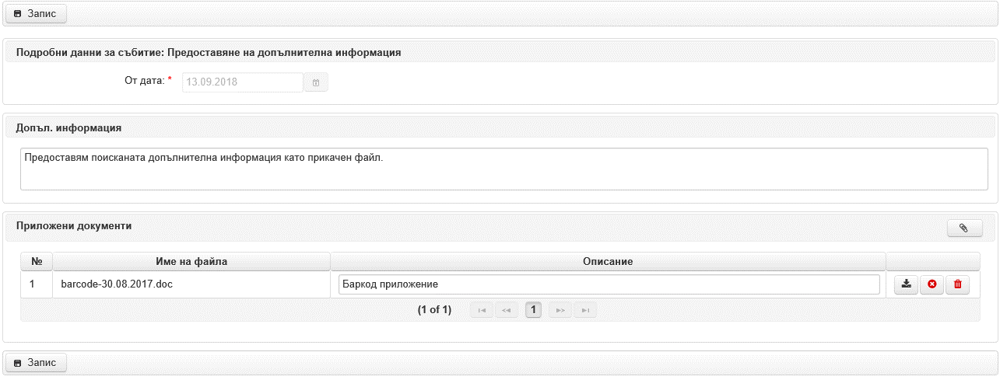 Запис
Подробни данни за събитие: Предоставяне на допълнителна информация
От дата: * 13.09.2018
Допъл. информация
Предоставям поисканата допълнителна информация като прикачен файл.
Приложени документи
№ Име на файла Описание
1 barcode-30.08.2017.doc Баркод приложение
(1 of 1) 1
Запис